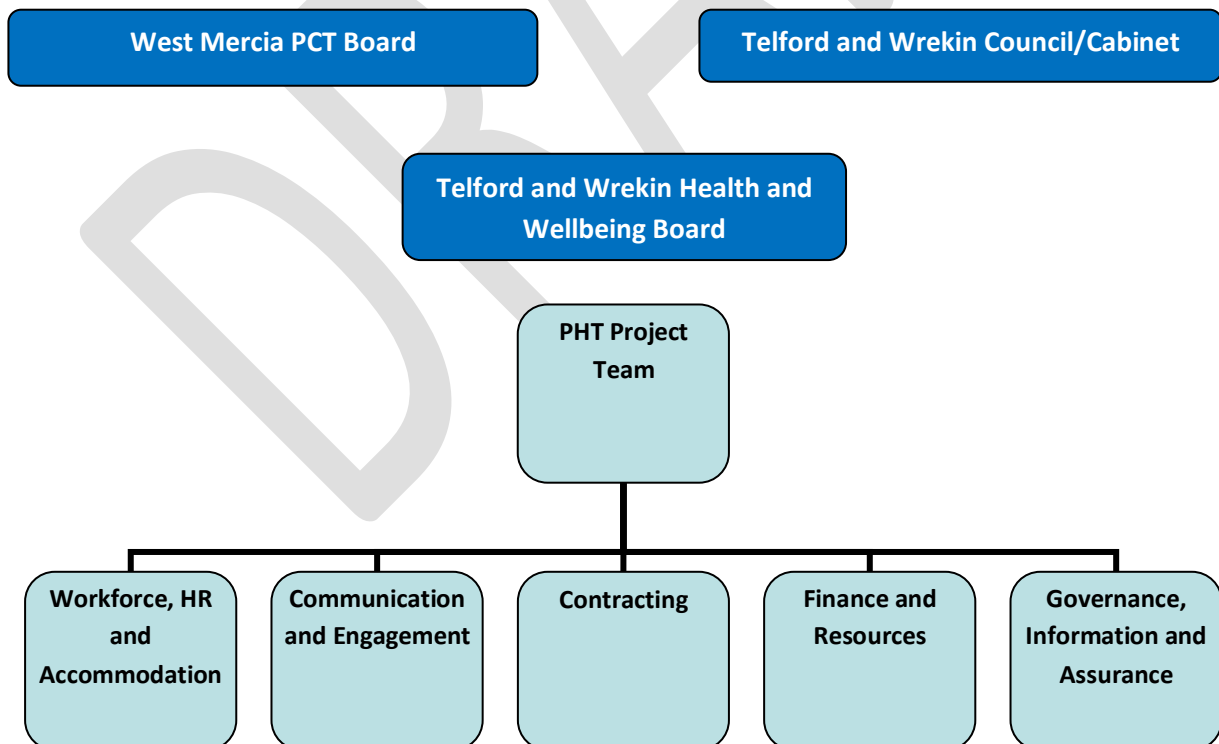 West Mercia PCT Board
Telford and Wrekin Council/Cabinet
Telford and Wrekin Health and
Wellbeing Board
PHT Project
Team
Workforce, HR
and
Accommodation
Communication
and Engagement
Contracting
Finance and
Resources
Governance,
Information and
Assurance